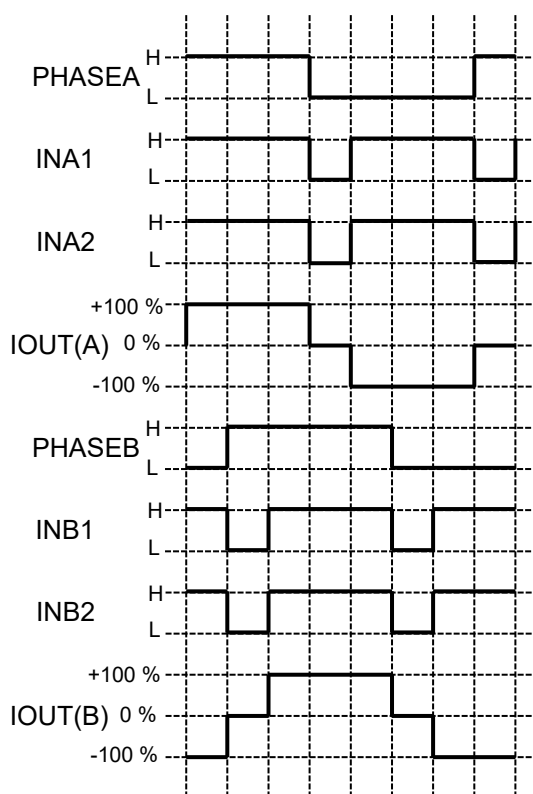 H
PHASEA
L
H
INA1
L
H
INA2
L
+100 %
IOUT(A) 0 %
-100 %
H
PHASEB
L
H
INB1
L
H
INB2
L
+100 %
IOUT(B) 0 %
-100 %